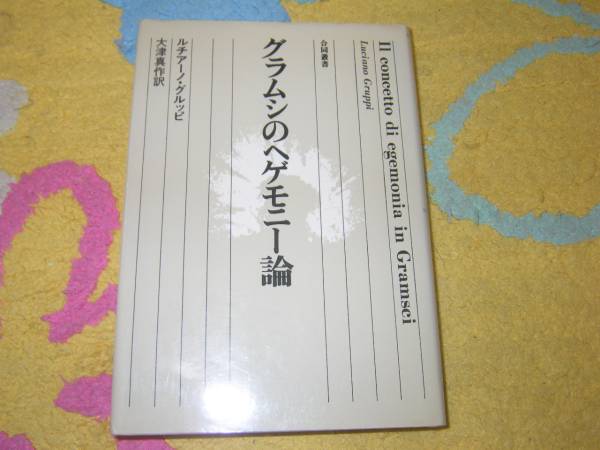 Il concetto di egemonia in Gramsci
Luciano Gruppi
合同叢書
グラムシのヘゲモニー論
ルチアーノ・グルッピ
大津真作訳